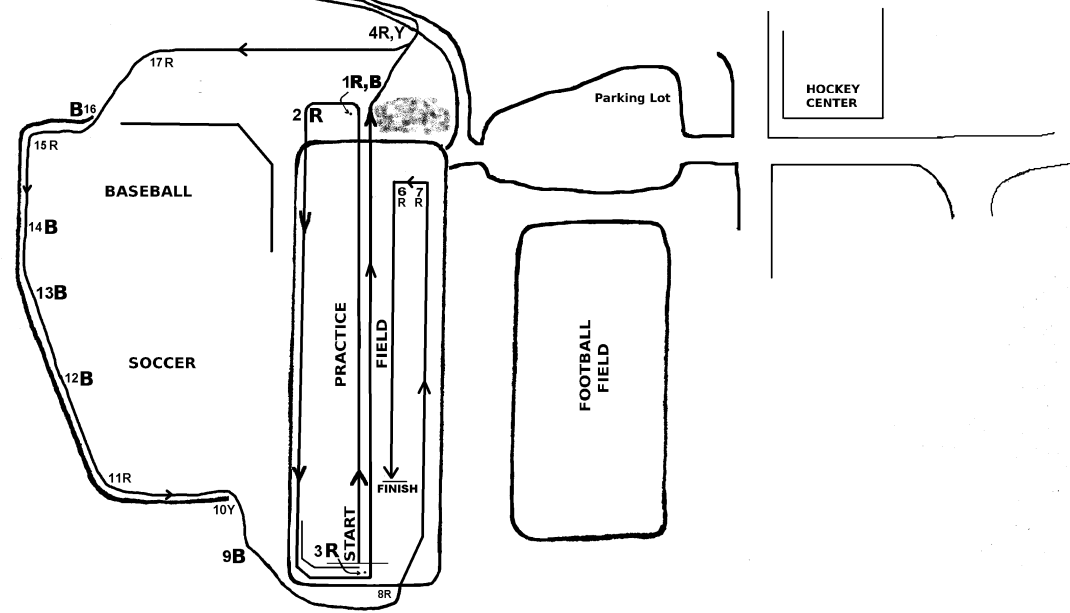 4R,Y
17R
HOCKEY
CENTER
1R,B
Parking Lot
B16
2 R
15R
BASEBALL
6
R
7
R
14B
13B
PRACTICE
FIELD
SOCCER
FOOTBALL
FIELD
12B
11R
FINISH
10Y
START
3R
9B
8R